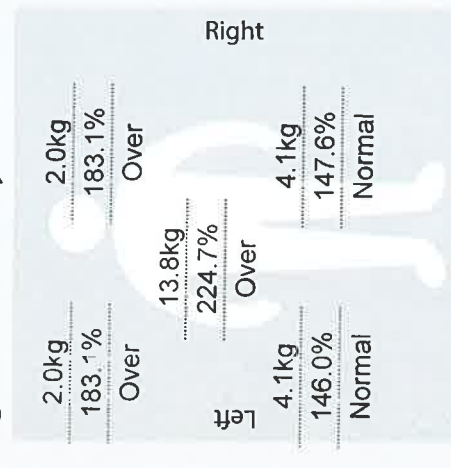 Right
2.0kg
183.1%
Over
2.0kg
183.1%
Over
13.8kg
224.7%
Over
Left
4.1kg
146.0%
Normal
4.1kg
147.6%
Normal